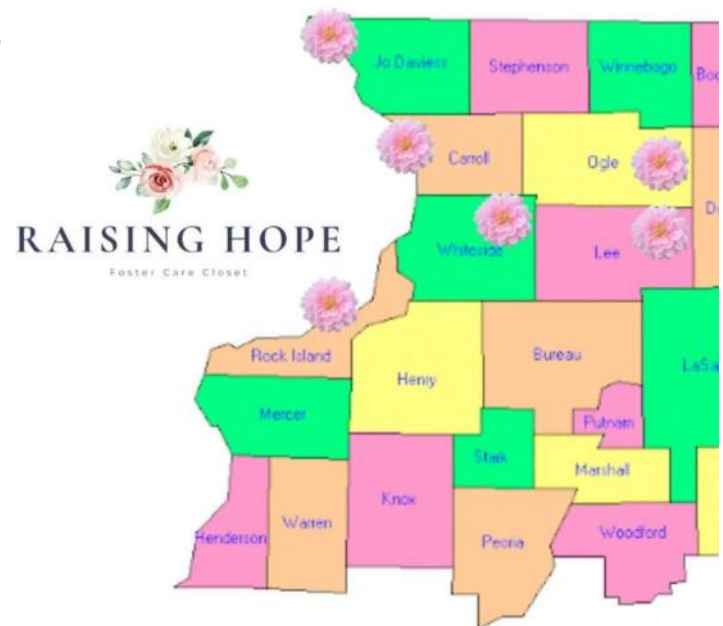 Jo Daviess
Stephenson
Winnebago
Carroll
Ogle
RAISING HOPE
Foster Care Closet
Whiteside
Lee
Rock Island
Henry
Bureau
Mercer
Putnam
Stark
Marshall
Knox
Warren
Henderson
Peoria
Woodford